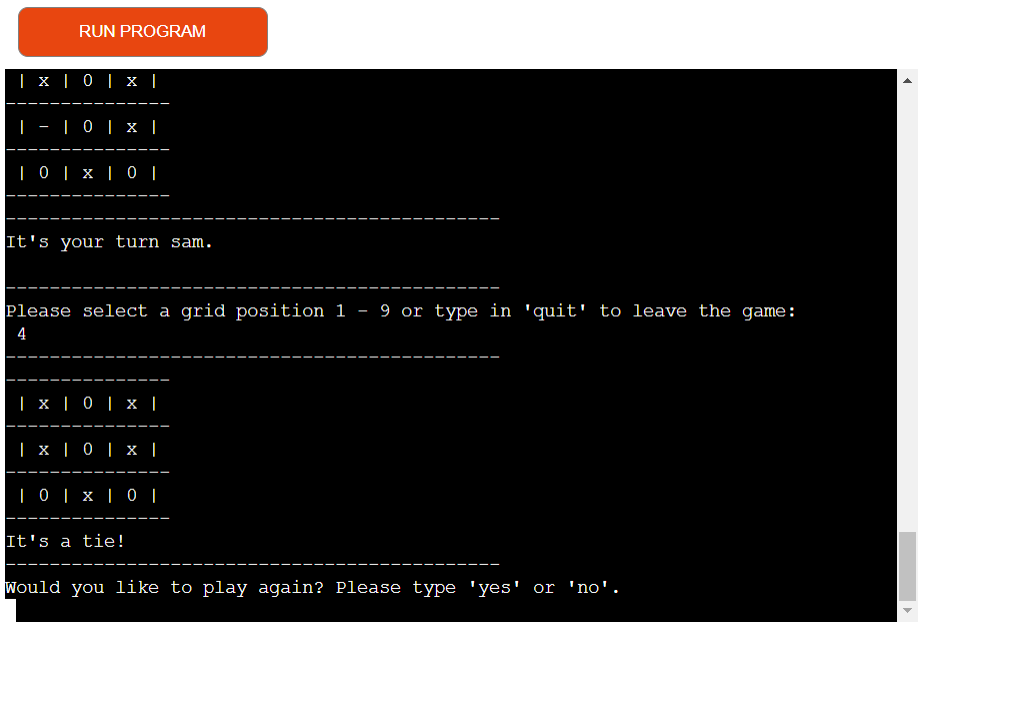 RUN PROGRAM
| x | 0 | x |
---------------
| - | 0 | x |
---------------
| 0 | x | 0 |
---------------
---------------------------------------------
It's your turn sam.
---------------------------------------------
Please select a grid position 1 - 9 or type in 'quit' to leave the game:
4
---------------------------------------------
---------------
| x | 0 | x |
---------------
| x | 0 | x |
---------------
| 0 | x | 0 |
---------------
It's a tie!
---------------------------------------------
Would you like to play again? Please type 'yes' or 'no'.